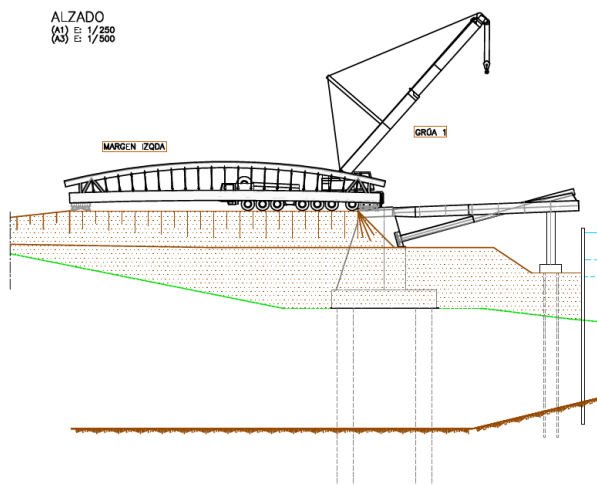 ALZADO
(A1) E: 1/250
(A3) E: 1/500
GRÚA 1
MARGEN IZQDA